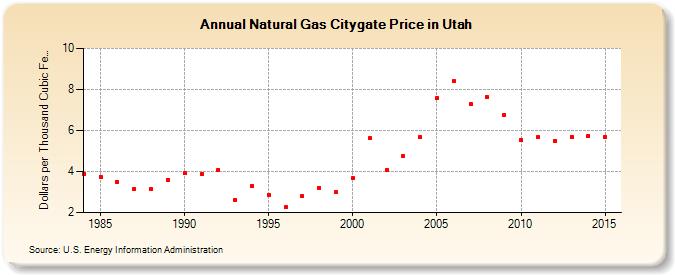 Annual Natural Gas Citygate Price in Utah
Dollars per Thousand Cubic Fe...
10
8
6
4
2
1985 1990 1995 2000 2005 2010 2015
Source: U.S. Energy Information Administration